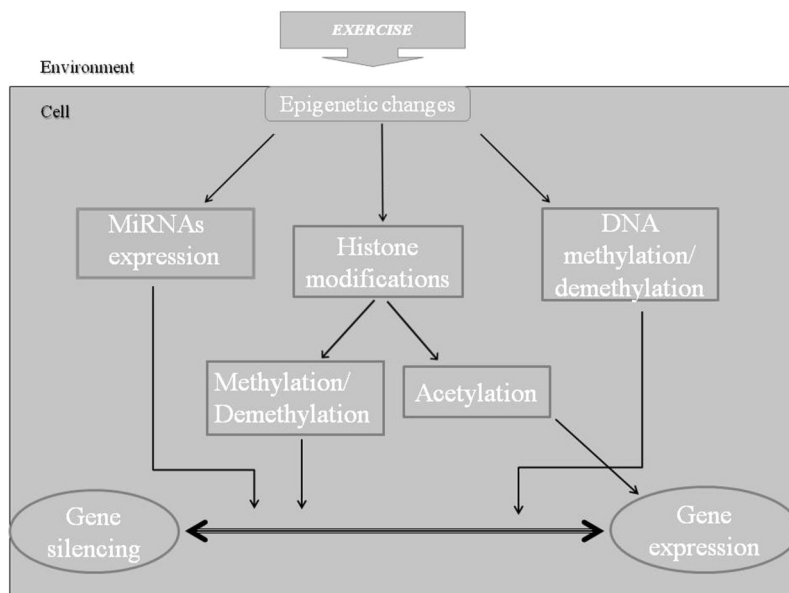 EXERCISE
Environment
Cell
Epigenetic changes
MiRNAs
expression
Histone
modifications
DNA
methylation/
demethylation
Methylation/
Demethylation
Acetylation
Gene
silencing
Gene
expression